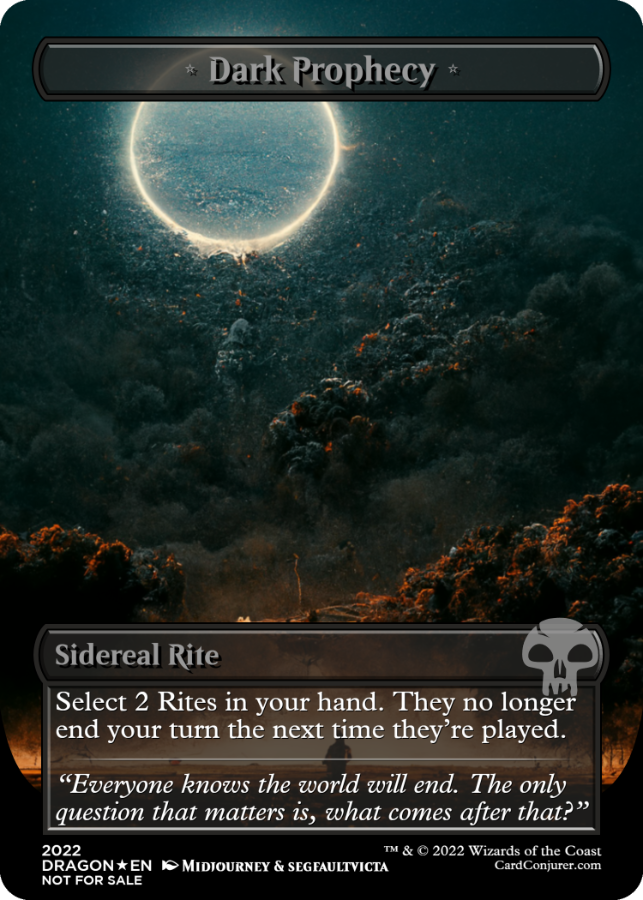 ⋆ Dark Prophecy ⋆
Sidereal Rite
Select 2 Rites in your hand. They no longer
end your turn the next time they’re played.
“Everyone knows the world will end. The only
question that matters is, what comes after that?”
2022
DRAGON★EN Midjourney & segfaultvicta
NOT FOR SALE
™ & © 2022 Wizards of the Coast
CardConjurer.com